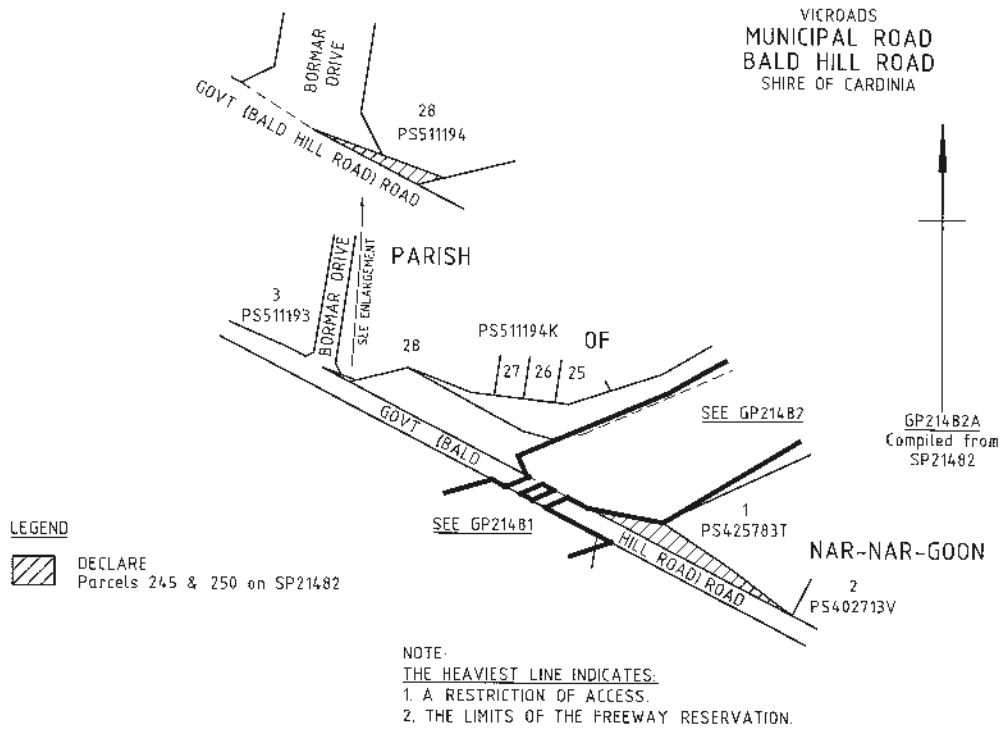 VICROADS
MUNICIPAL ROAD
BALD HILL ROAD
SHIRE OF CARDINIA
BORMAR
DRIVE
28
PS511194
GOVT (BALD HILL ROAD) ROAD
PARISH
SEE ENLARGEMENT
BORMAR DRIVE
3
PS511193
28
PS511194K
27
26
25
OF
SEE GP21482
GP21482A
Compiled from
SP21482
GOVT (BALD
SEE GP21481
1
PS425783T
HILL ROAD) ROAD
NAR-NAR-GOON
2
PS402713V
LEGEND
DECLARE
Parcels 245 & 250 on SP21482
NOTE:
THE HEAVIEST LINE INDICATES:
1. A RESTRICTION OF ACCESS.
2. THE LIMITS OF THE FREEWAY RESERVATION.